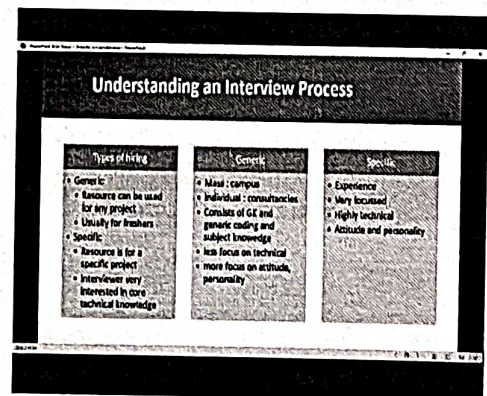 Understanding an Interview Process
Types of hiring
Generic
Resource can be used
for any project
Usually for freshers
Specific
Resource is for a
specific project
Interviewer very
interested in core
technical knowledge
Generic
Mass : campus
Individual : consultancies
Consists of GK and
generic coding and
subject knowedge
less focus on technical
more focus on attitude,
personality
Specific
Experience
Very focussed
Highly technical
Attitude and personality